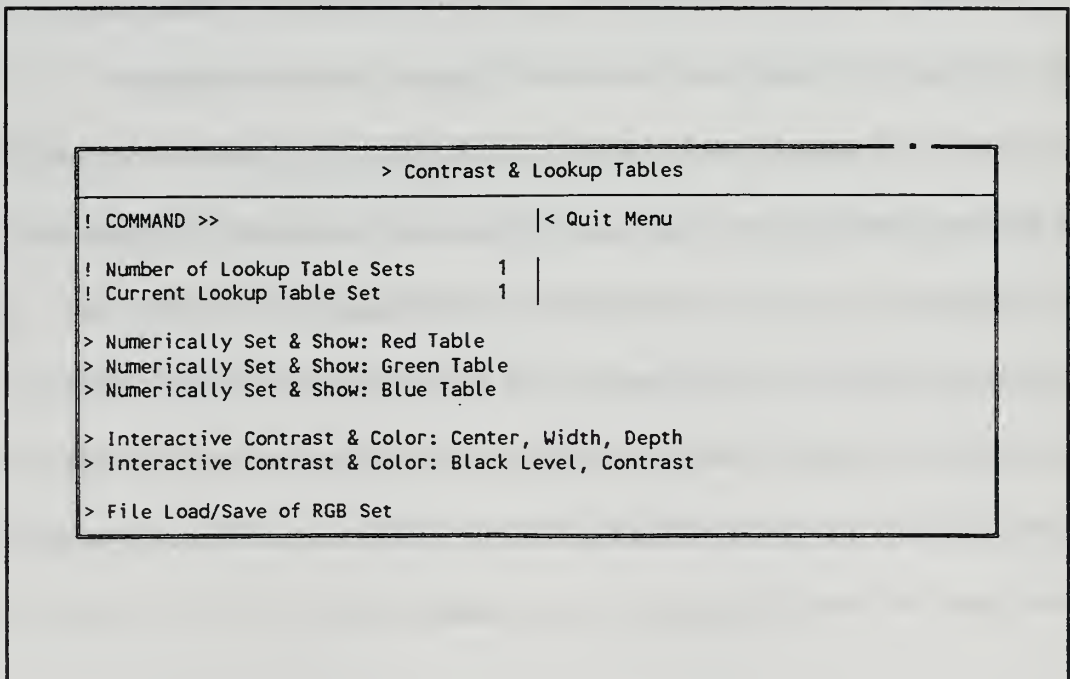 > Contrast & Lookup Tables
! COMMAND >> |< Quit Menu
! Number of Lookup Table Sets 1 |
! Current Lookup Table Set 1 |
> Numerically Set & Show: Red Table
> Numerically Set & Show: Green Table
> Numerically Set & Show: Blue Table
> Interactive Contrast & Color: Center, Width, Depth
> Interactive Contrast & Color: Black Level, Contrast
> File Load/Save of RGB Set